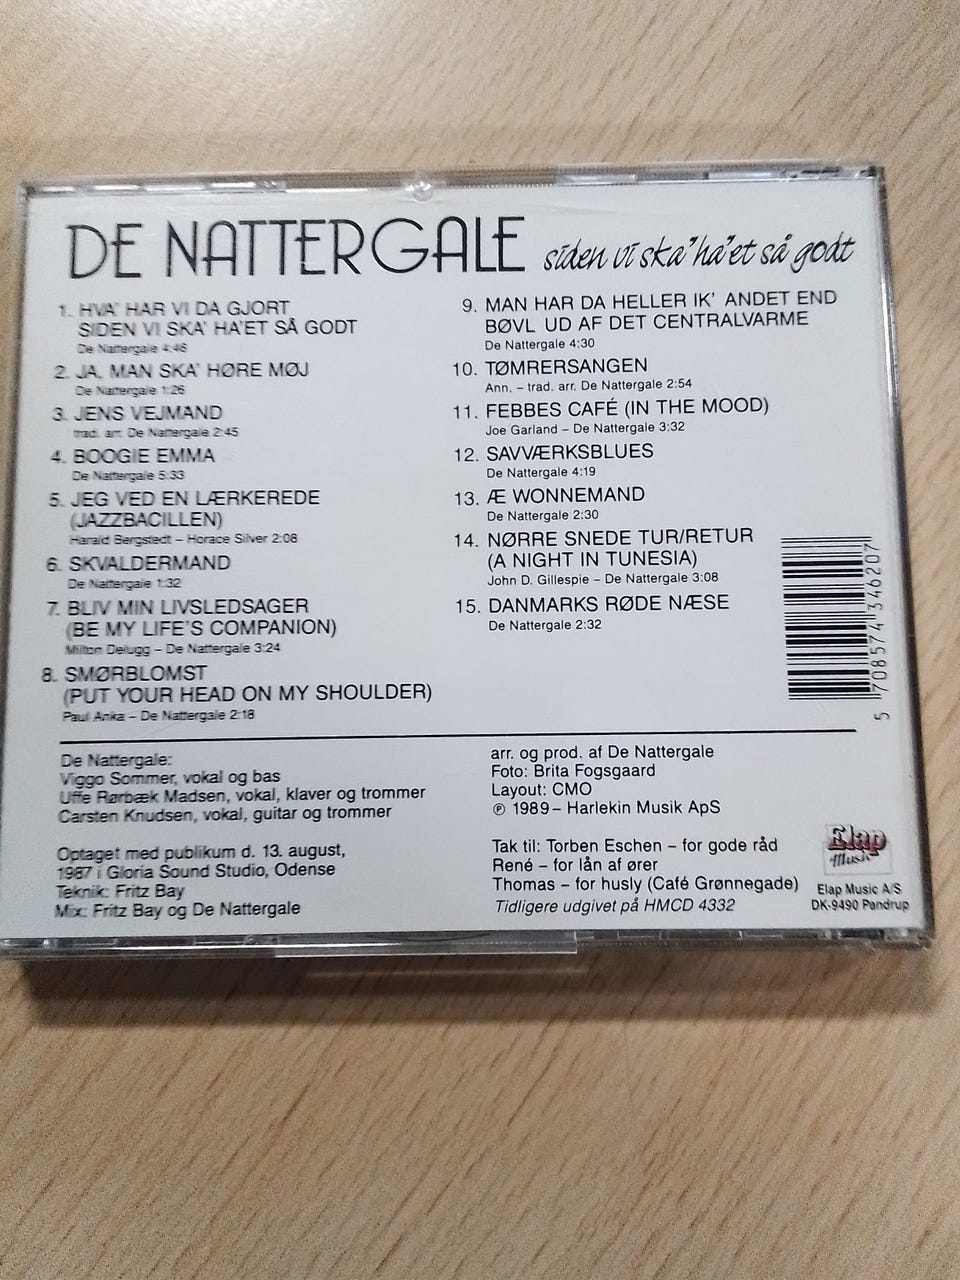 DE NATTERGALE siden vi ska' ha'et så godt
1. HVA' HAR VI DA GJORT
SIDEN VI SKA' HA'ET SÅ GODT
De Nattergale 4:46
2. JA, MAN SKA' HØRE MØJ
De Nattergale 1:26
3. JENS VEJMAND
trad. arr. De Nattergale 2:45
4. BOOGIE EMMA
De Nattergale 5:33
5. JEG VED EN LÆRKEREDE
(JAZZBACILLEN)
Harald Bergstedt – Horace Silver 2:08
6. SKVALDERMAND
De Nattergale 1:32
7. BLIV MIN LIVSLEDSAGER
(BE MY LIFE'S COMPANION)
Milton Delugg – De Nattergale 3:24
8. SMØRBLOMST
(PUT YOUR HEAD ON MY SHOULDER)
Paul Anka – De Nattergale 2:18
9. MAN HAR DA HELLER IK' ANDET END
BØVL UD AF DET CENTRALVARME
De Nattergale 4:30
10. TØMRERSANGEN
Ann. – trad. arr. De Nattergale 2:54
11. FEBBES CAFÉ (IN THE MOOD)
Joe Garland – De Nattergale 3:32
12. SAVVÆRKSBLUES
De Nattergale 4:19
13. Æ WONNEMAND
De Nattergale 2:30
14. NØRRE SNEDE TUR/RETUR
(A NIGHT IN TUNESIA)
John D. Gillespie – De Nattergale 3:08
15. DANMARKS RØDE NÆSE
De Nattergale 2:32
5 708574 346207
De Nattergale:
Viggo Sommer, vokal og bas
Uffe Rørbæk Madsen, vokal, klaver og trommer
Carsten Knudsen, vokal, guitar og trommer
Optaget med publikum d. 13. august,
1987 i Gloria Sound Studio, Odense
Teknik: Fritz Bay
Mix: Fritz Bay og De Nattergale
arr. og prod. af De Nattergale
Foto: Brita Fogsgaard
Layout: CMO
℗ 1989 – Harlekin Musik ApS
Tak til: Torben Eschen – for gode råd
René – for lån af ører
Thomas – for husly (Café Grønnegade)
Tidligere udgivet på HMCD 4332
Elap
Music
Elap Music A/S
DK-9490 Pandrup